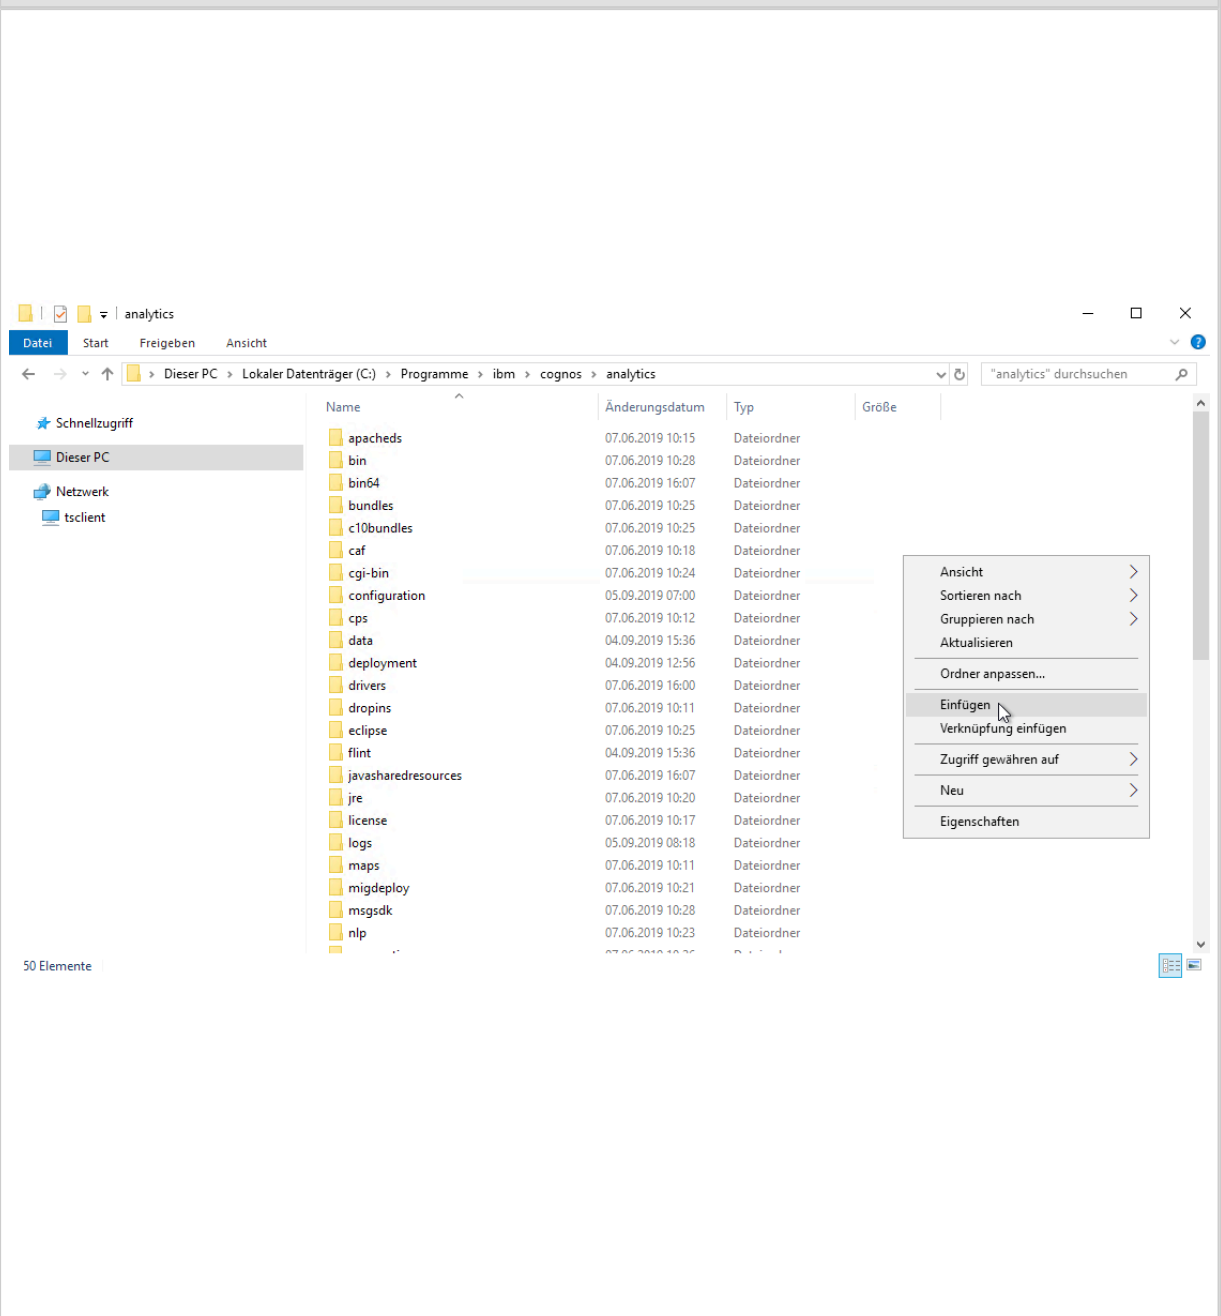 analytics
Datei Start Freigeben Ansicht
Dieser PC Lokaler Datenträger (C:) Programme ibm cognos analytics "analytics" durchsuchen
Name Änderungsdatum Typ Größe
Schnellzugriff
Dieser PC
Netzwerk
tsclient
apacheds 07.06.2019 10:15 Dateiordner
bin 07.06.2019 10:28 Dateiordner
bin64 07.06.2019 16:07 Dateiordner
bundles 07.06.2019 10:25 Dateiordner
c10bundles 07.06.2019 10:25 Dateiordner
caf 07.06.2019 10:18 Dateiordner
cgi-bin 07.06.2019 10:24 Dateiordner
configuration 05.09.2019 07:00 Dateiordner
cps 07.06.2019 10:12 Dateiordner
data 04.09.2019 15:36 Dateiordner
deployment 04.09.2019 12:56 Dateiordner
drivers 07.06.2019 16:00 Dateiordner
dropins 07.06.2019 10:11 Dateiordner
eclipse 07.06.2019 10:25 Dateiordner
flint 04.09.2019 15:36 Dateiordner
javasharedresources 07.06.2019 16:07 Dateiordner
jre 07.06.2019 10:20 Dateiordner
license 07.06.2019 10:17 Dateiordner
logs 05.09.2019 08:18 Dateiordner
maps 07.06.2019 10:11 Dateiordner
migdeploy 07.06.2019 10:21 Dateiordner
msgsdk 07.06.2019 10:28 Dateiordner
nlp 07.06.2019 10:23 Dateiordner
Ansicht
Sortieren nach
Gruppieren nach
Aktualisieren
Ordner anpassen...
Einfügen
Verknüpfung einfügen
Zugriff gewähren auf
Neu
Eigenschaften
50 Elemente